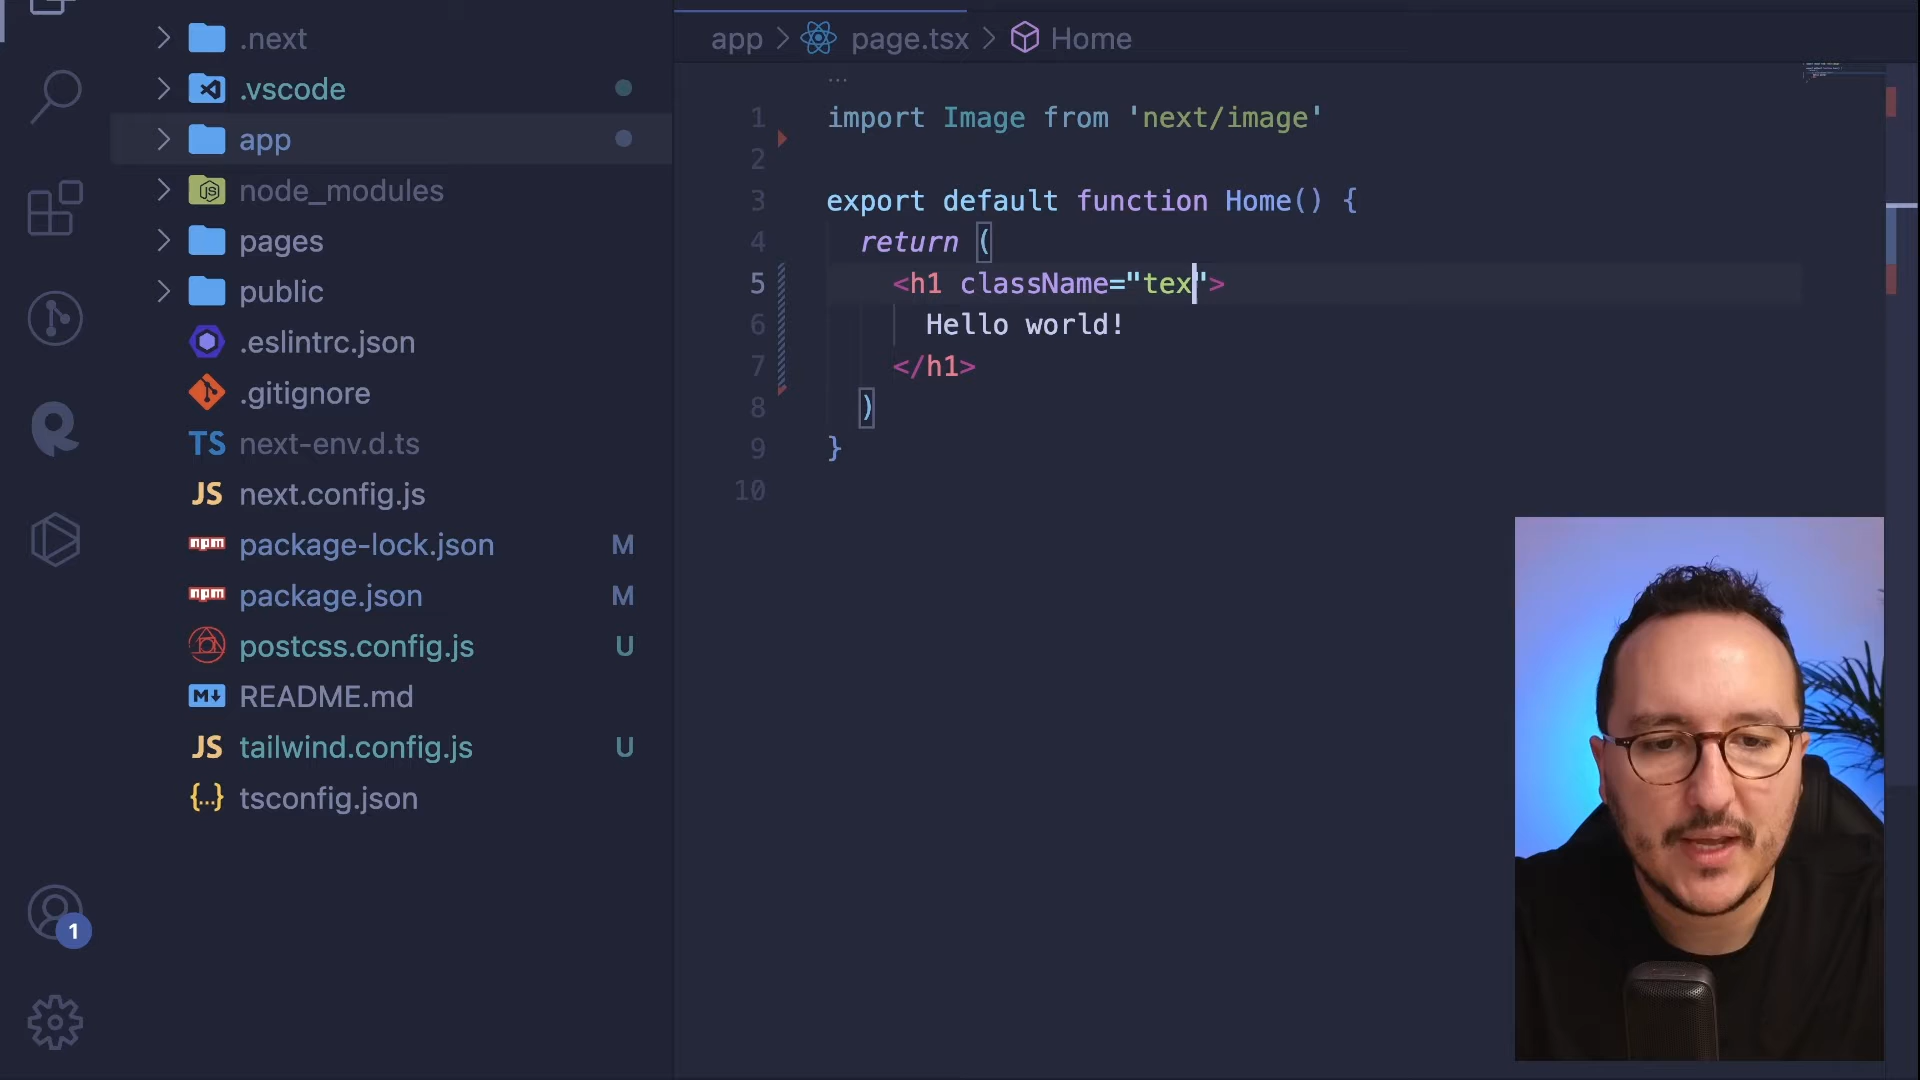 .next
.vscode
app
node_modules
pages
public
.eslintrc.json
.gitignore
TS next-env.d.ts
JS next.config.js
npm package-lock.json M
npm package.json M
postcss.config.js U
M↓ README.md
JS tailwind.config.js U
{...} tsconfig.json
1
app > page.tsx > Home
...
1 import Image from 'next/image'
2
3 export default function Home() {
4 return (
5 <h1 className="tex">
6 Hello world!
7 </h1>
8 )
9 }
10